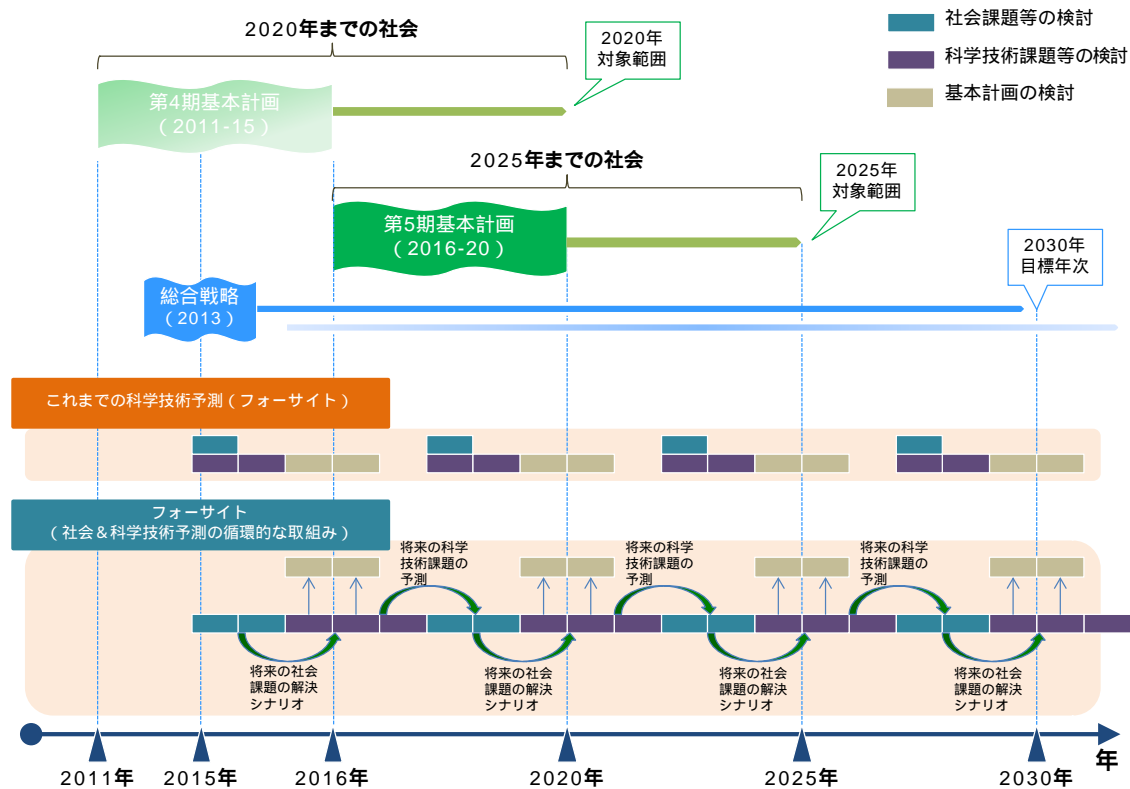 2020年までの社会
2020年
対象範囲
社会課題等の検討
科学技術課題等の検討
基本計画の検討
第4期基本計画
（2011-15）
2025年までの社会
2025年
対象範囲
第5期基本計画
（2016-20）
2030年
目標年次
総合戦略
（2013）
これまでの科学技術予測（フォーサイト）
フォーサイト
（社会＆科学技術予測の循環的な取組み）
将来の科学
技術課題の
予測
将来の科学
技術課題の
予測
将来の科学
技術課題の
予測
将来の社会
課題の解決
シナリオ
将来の社会
課題の解決
シナリオ
将来の社会
課題の解決
シナリオ
将来の社会
課題の解決
シナリオ
年
2011年
2015年
2016年
2020年
2025年
2030年